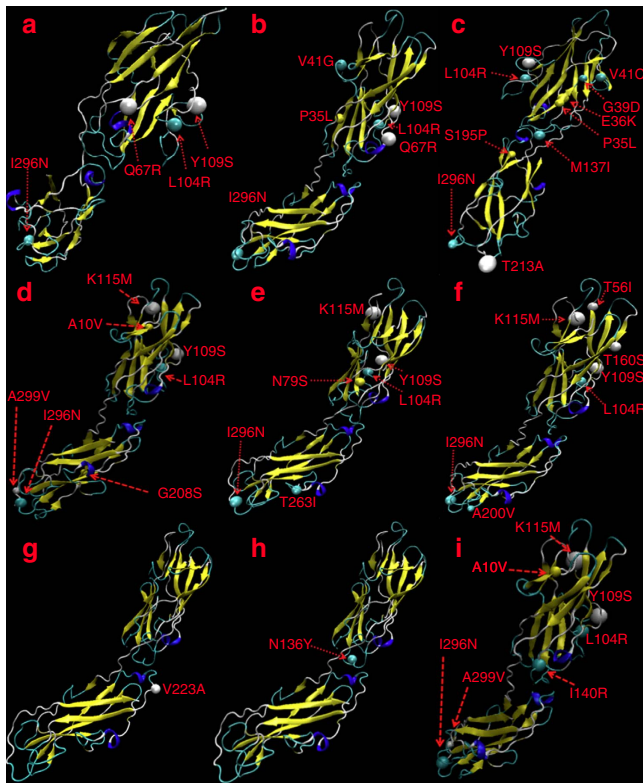 a
I296N
Q67R
L104R
Y109S
b
V41G
P35L
Y109S
L104R
Q67R
I296N
c
Y109S
L104R
V41G
G39D
E36K
P35L
S195P
M137I
I296N
T213A
d
K115M
A10V
Y109S
L104R
A299V
I296N
G208S
e
K115M
N79S
Y109S
L104R
I296N
T263I
f
T56I
K115M
T160S
Y109S
L104R
I296N
A200V
g
V223A
h
N136Y
i
K115M
A10V
Y109S
L104R
I296N
A299V
I140R